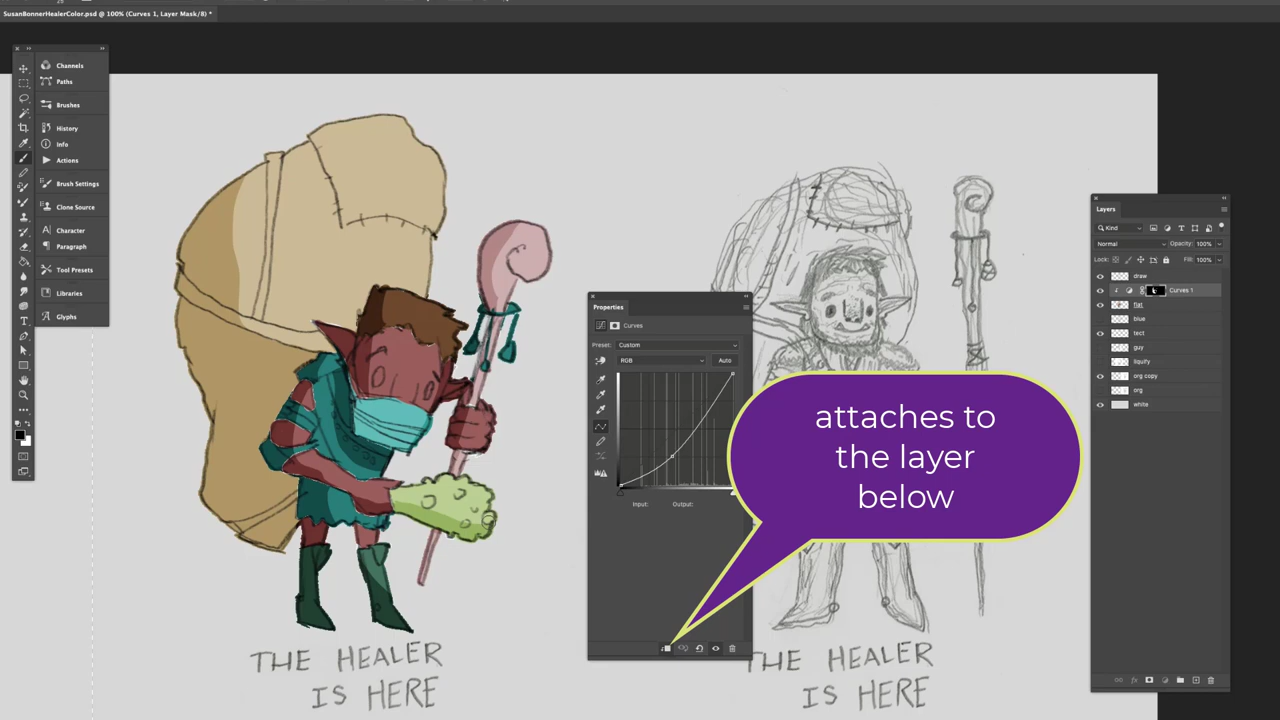 SusanBonnerHealerColor.psd @ 100% (Curves 1, Layer Mask/8) *
Channels
Paths
Brushes
History
Info
Actions
Brush Settings
Clone Source
Character
Paragraph
Tool Presets
Libraries
Glyphs
THE HEALER
IS HERE
Properties
Curves
Preset: Custom
RGB Auto
Input: Output:
attaches to
the layer
below
THE HEALER
IS HERE
Layers
Kind
Normal Opacity: 100%
Lock: Fill: 100%
draw
Curves 1
flat
blue
tect
guy
liquity
org copy
org
white